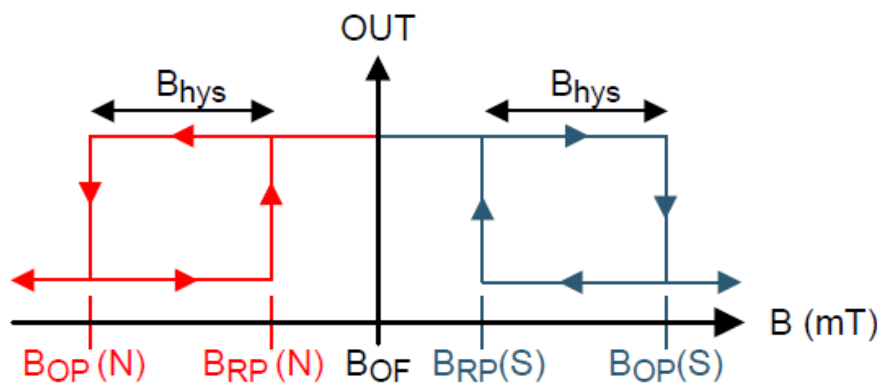 OUT
Bhys Bhys
B (mT)
BOP (N) BRP (N) BOF BRP(S) BOP(S)